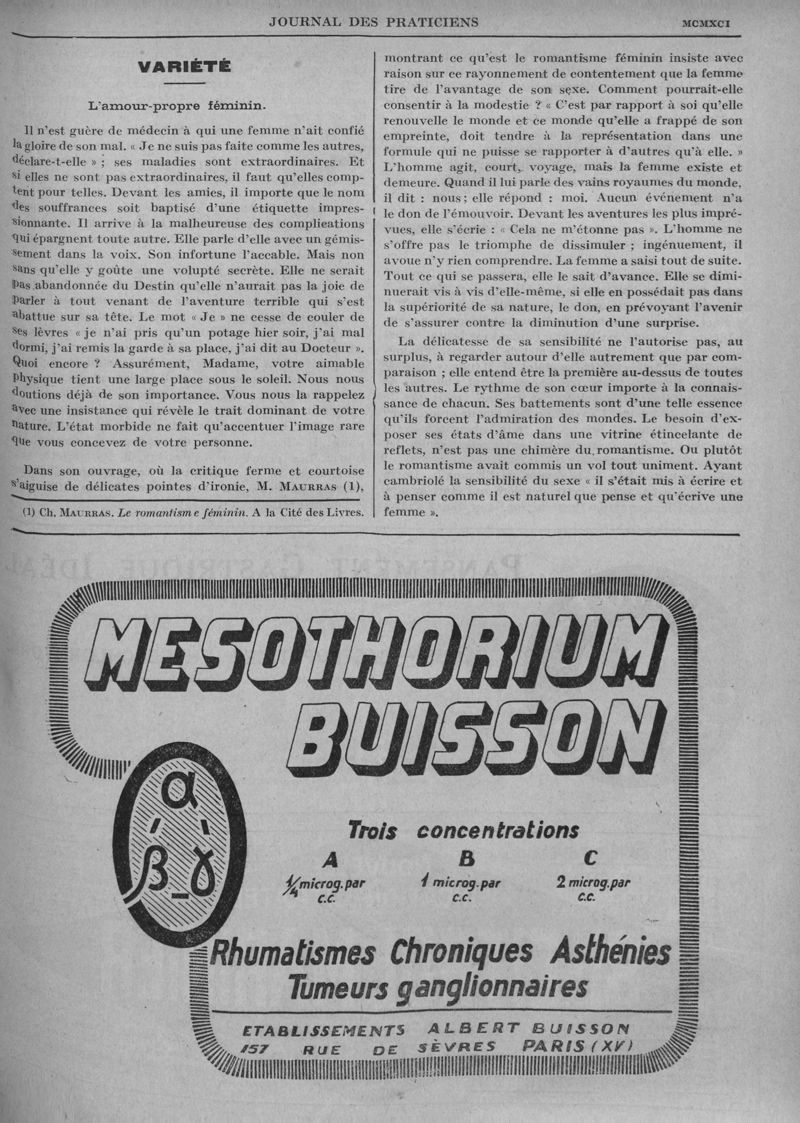 JOURNAL DES PRATICIENS
MCMXCI
VARIÉTÉ
L'amour-propre féminin.
Il n'est guère de médecin à qui une femme n'ait confié
la gloire de son mal. « Je ne suis pas faite comme les autres,
déclare-t-elle » ; ses maladies sont extraordinaires. Et
si elles ne sont pas extraordinaires, il faut qu'elles comp-
tent pour telles. Devant les amies, il importe que le nom
des souffrances soit baptisé d'une étiquette impres-
sionnante. Il arrive à la malheureuse des complications
qui épargnent toute autre. Elle parle d'elle avec un gémis-
sement dans la voix. Son infortune l'accable. Mais non
sans qu'elle y goûte une volupté secrète. Elle ne serait
pas abandonnée du Destin qu'elle n'aurait pas la joie de
parler à tout venant de l'aventure terrible qui s'est
abattue sur sa tête. Le mot « Je » ne cesse de couler de
ses lèvres « je n'ai pris qu'un potage hier soir, j'ai mal
dormi, j'ai remis la garde à sa place, j'ai dit au Docteur ».
Quoi encore ? Assurément, Madame, votre aimable
physique tient une large place sous le soleil. Nous nous
doutions déjà de son importance. Vous nous la rappelez
avec une insistance qui révèle le trait dominant de votre
nature. L'état morbide ne fait qu'accentuer l'image rare
que vous concevez de votre personne.
Dans son ouvrage, où la critique ferme et courtoise
s'aiguise de délicates pointes d'ironie, M. MAURRAS (1),
(1) Ch. MAURRAS. Le romantisme féminin. A la Cité des Livres.
montrant ce qu'est le romantisme féminin insiste avec
raison sur ce rayonnement de contentement que la femme
tire de l'avantage de son sexe. Comment pourrait-elle
consentir à la modestie ? « C'est par rapport à soi qu'elle
renouvelle le monde et ce monde qu'elle a frappé de son
empreinte, doit tendre à la représentation dans une
formule qui ne puisse se rapporter à d'autres qu'à elle. »
L'homme agit, court, voyage, mais la femme existe et
demeure. Quand il lui parle des vains royaumes du monde,
il dit : nous ; elle répond : moi. Aucun événement n'a
le don de l'émouvoir. Devant les aventures les plus impré-
vues, elle s'écrie : « Cela ne m'étonne pas ». L'homme ne
s'offre pas le triomphe de dissimuler ; ingénuement, il
avoue n'y rien comprendre. La femme a saisi tout de suite.
Tout ce qui se passera, elle le sait d'avance. Elle se dimi-
nuerait vis à vis d'elle-même, si elle en possédait pas dans
la supériorité de sa nature, le don, en prévoyant l'avenir
de s'assurer contre la diminution d'une surprise.
La délicatesse de sa sensibilité ne l'autorise pas, au
surplus, à regarder autour d'elle autrement que par com-
paraison ; elle entend être la première au-dessus de toutes
les autres. Le rythme de son cœur importe à la connais-
sance de chacun. Ses battements sont d'une telle essence
qu'ils forcent l'admiration des mondes. Le besoin d'ex-
poser ses états d'âme dans une vitrine étincelante de
reflets, n'est pas une chimère du romantisme. Ou plutôt
le romantisme avait commis un vol tout uniment. Ayant
cambriolé la sensibilité du sexe « il s'était mis à écrire et
à penser comme il est naturel que pense et qu'écrive une
femme ».
MESOTHORIUM
BUISSON
α
β _ γ
Trois concentrations
A B C
1/4 microg. par 1 microg. par 2 microg. par
c.c. c.c. c.c.
Rhumatismes Chroniques Asthénies
Tumeurs ganglionnaires
ETABLISSEMENTS ALBERT BUISSON
157 RUE DE SÈVRES PARIS (XV)